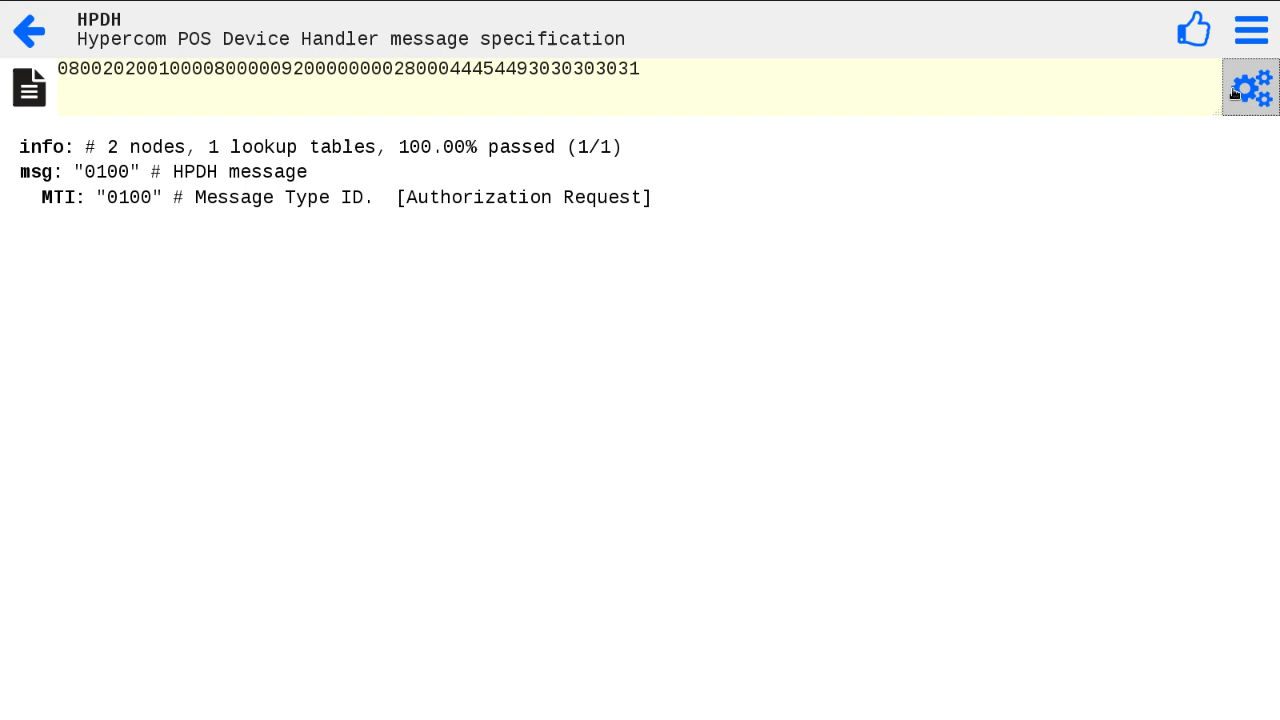 HPDH
Hypercom POS Device Handler message specification
0800202001000080000092000000002800044454493030303031
info: # 2 nodes, 1 lookup tables, 100.00% passed (1/1)
msg: "0100" # HPDH message
MTI: "0100" # Message Type ID. [Authorization Request]